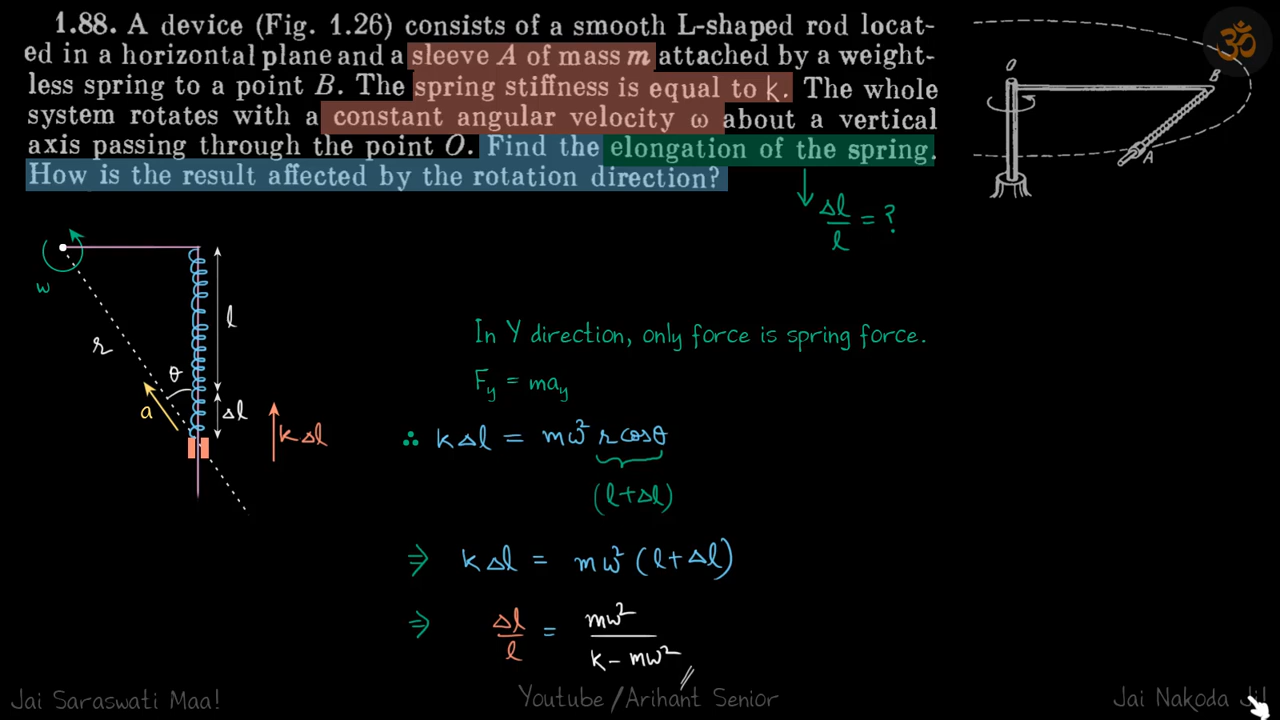 1.88. A device (Fig. 1.26) consists of a smooth L-shaped rod locat-
ed in a horizontal plane and a sleeve A of mass m attached by a weight-
less spring to a point B. The spring stiffness is equal to k. The whole
system rotates with a constant angular velocity ω about a vertical
axis passing through the point O. Find the elongation of the spring.
How is the result affected by the rotation direction?
ॐ
O
B
A
Δl/l = ?
w
l
r
θ
a
Δl
kΔl
In Y direction, only force is spring force.
Fy = may
∴ kΔl = mω² r cosθ
(l+Δl)
⇒ kΔl = mω² (l+Δl)
⇒ Δl/l = mω²/(k − mω²)
Jai Saraswati Maa!
Youtube /Arihant Senior
Jai Nakoda Ji!